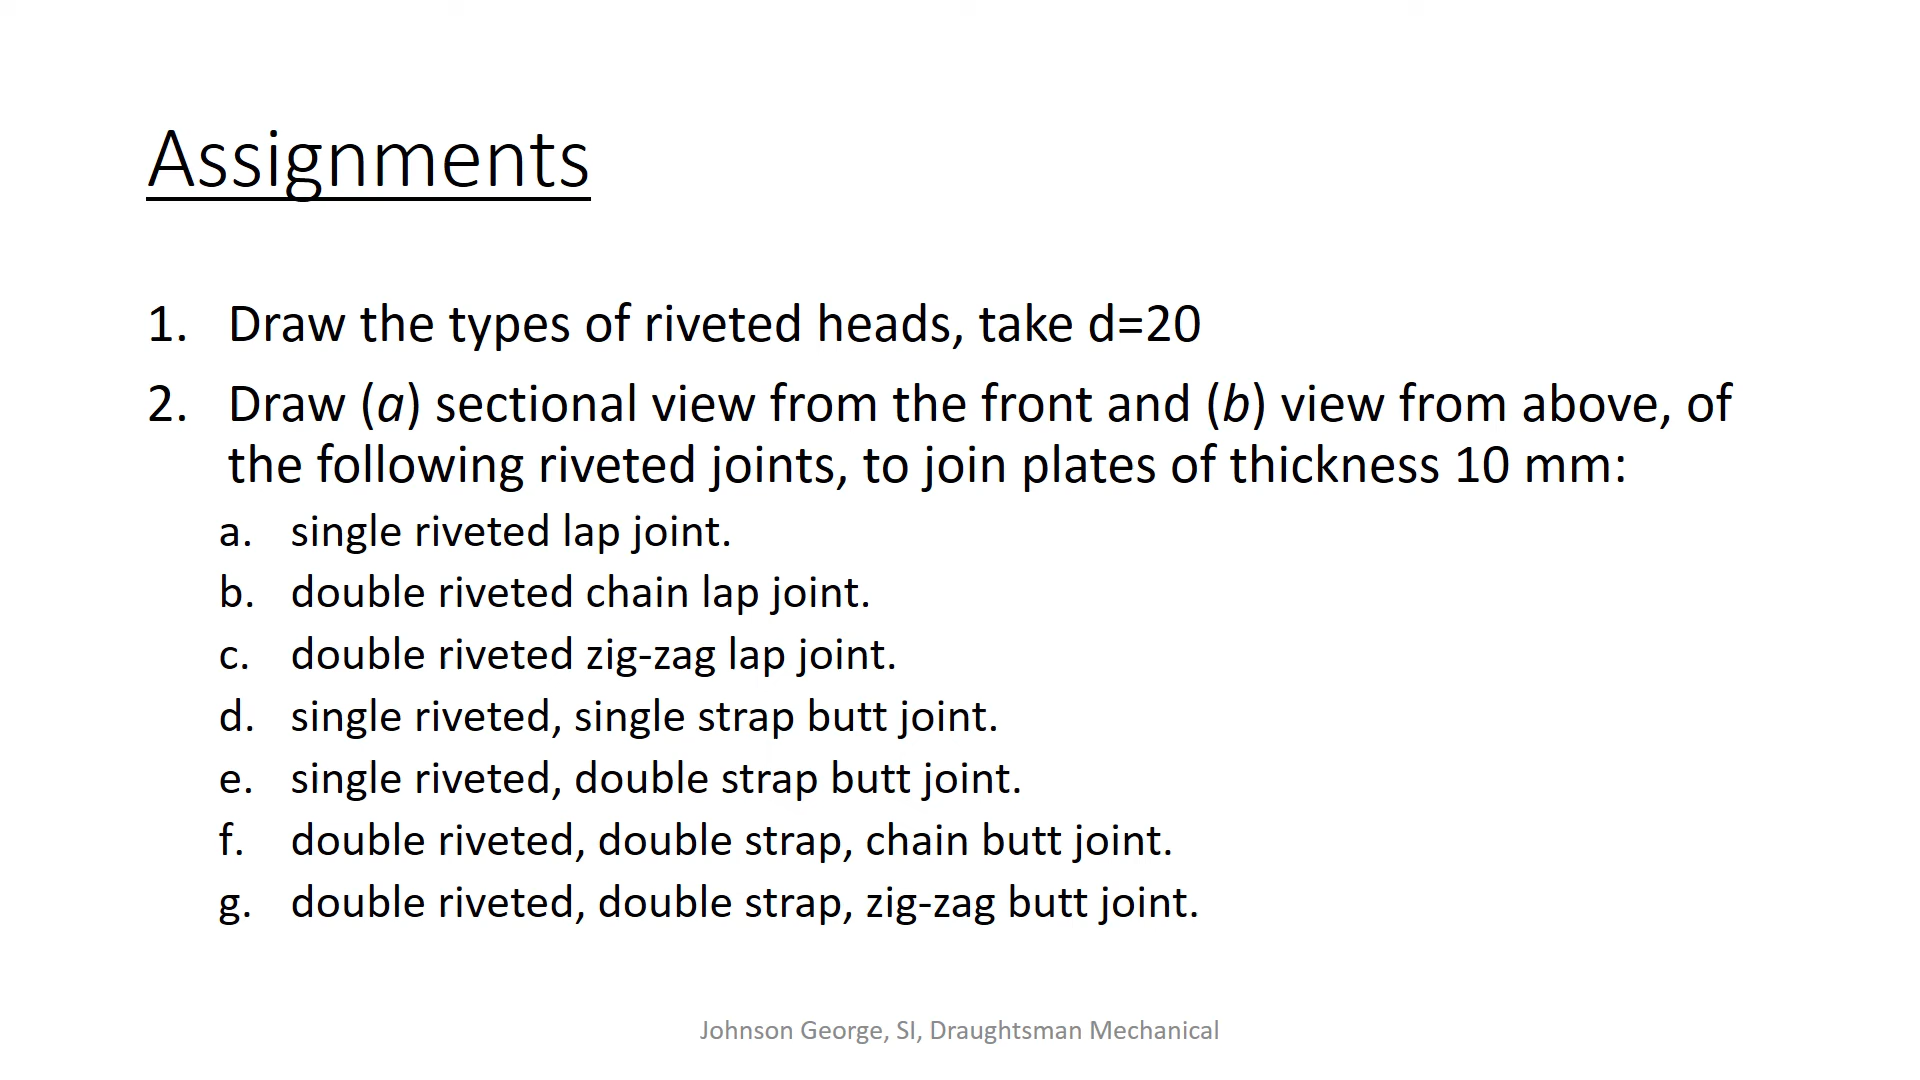 Assignments
1. Draw the types of riveted heads, take d=20
2. Draw (a) sectional view from the front and (b) view from above, of
the following riveted joints, to join plates of thickness 10 mm:
a. single riveted lap joint.
b. double riveted chain lap joint.
c. double riveted zig-zag lap joint.
d. single riveted, single strap butt joint.
e. single riveted, double strap butt joint.
f. double riveted, double strap, chain butt joint.
g. double riveted, double strap, zig-zag butt joint.
Johnson George, SI, Draughtsman Mechanical